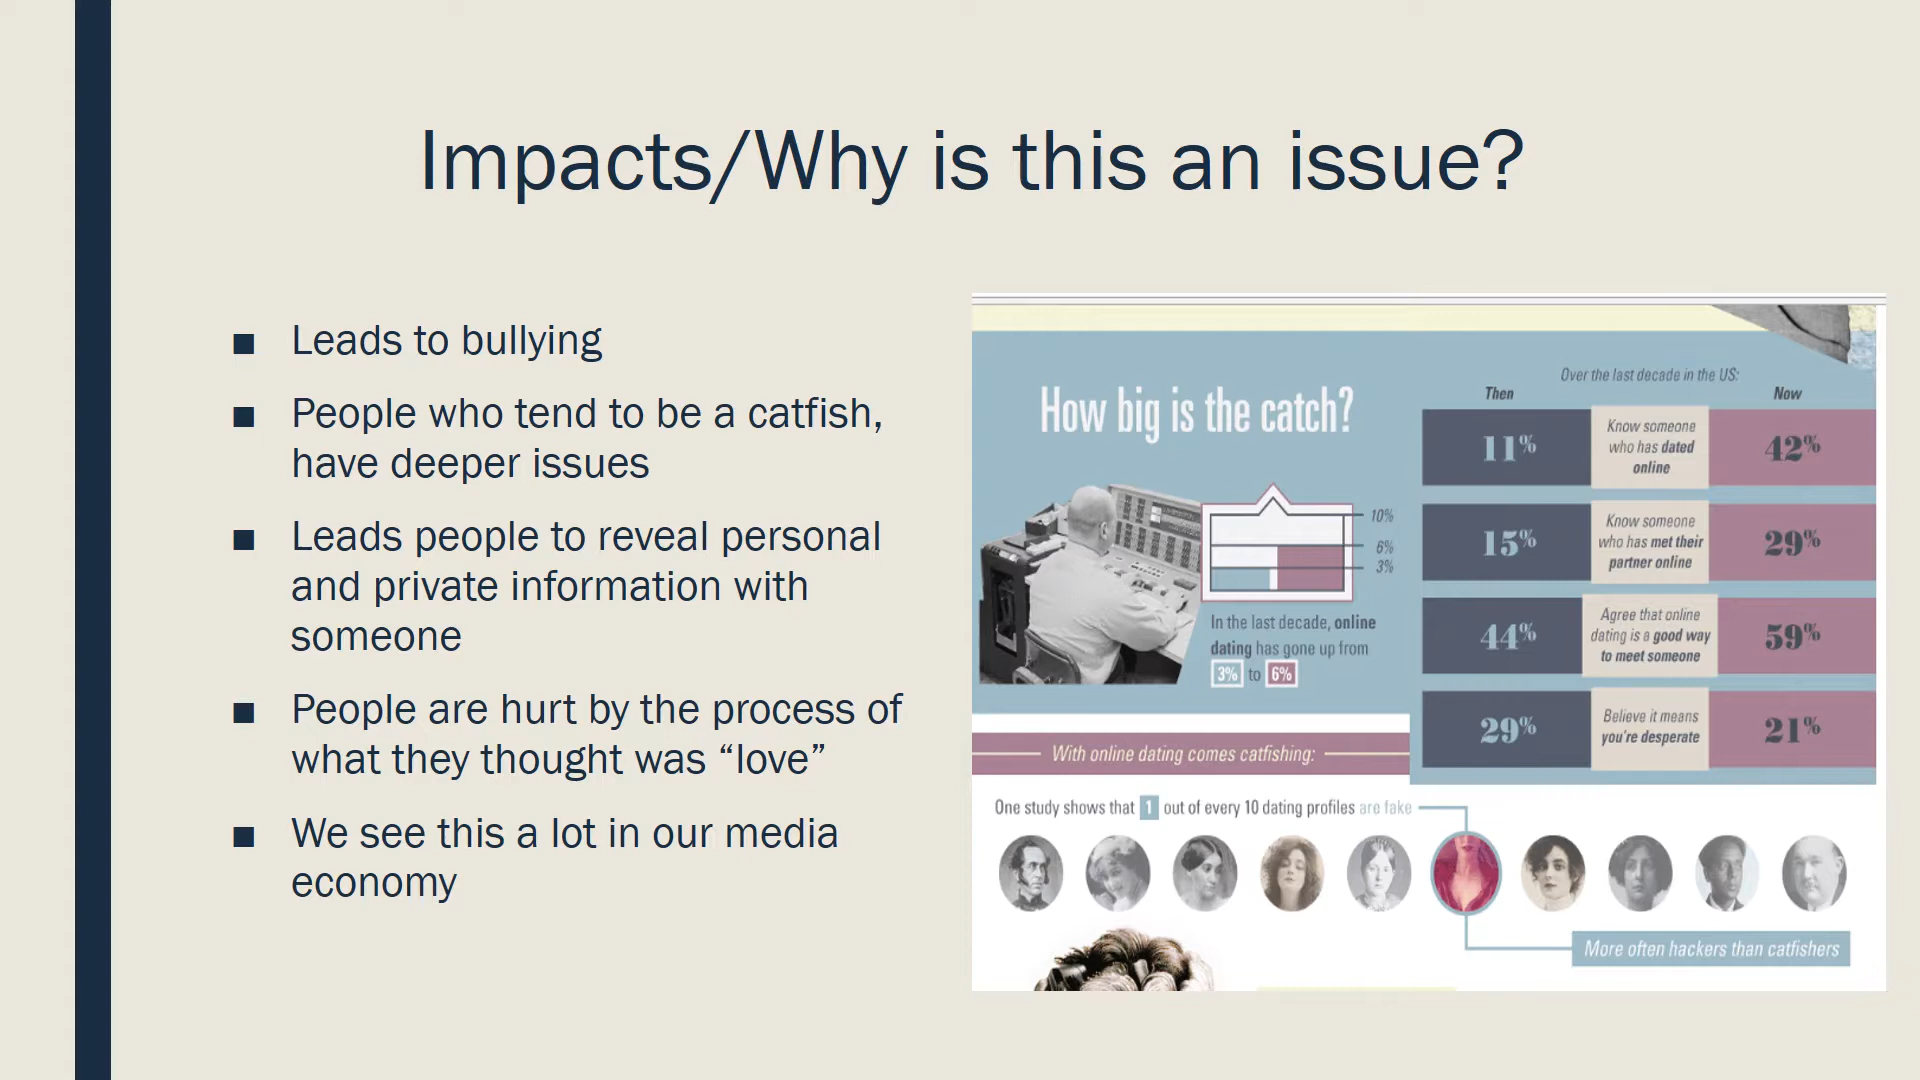 Impacts/Why is this an issue?
■ Leads to bullying
■ People who tend to be a catfish,
have deeper issues
■ Leads people to reveal personal
and private information with
someone
■ People are hurt by the process of
what they thought was “love”
■ We see this a lot in our media
economy
How big is the catch?
10%
6%
3%
In the last decade, online
dating has gone up from
3% to 6%
Over the last decade in the US:
Then Now
11% Know someone who has dated online 42%
15% Know someone who has met their partner online 29%
44% Agree that online dating is a good way to meet someone 59%
29% Believe it means you're desperate 21%
With online dating comes catfishing:
One study shows that 1 out of every 10 dating profiles are fake
More often hackers than catfishers